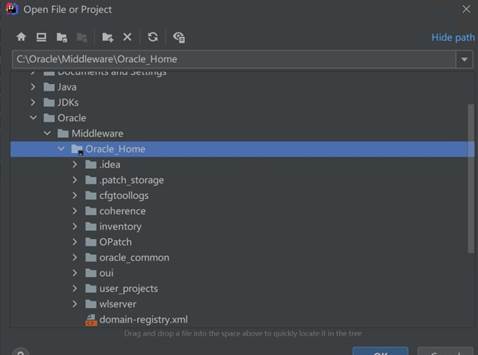 Open File or Project
Hide path
C:\Oracle\Middleware\Oracle_Home
Documents and Settings
Java
JDKs
Oracle
Middleware
Oracle_Home
.idea
.patch_storage
cfgtoollogs
coherence
inventory
OPatch
oracle_common
oui
user_projects
wlserver
domain-registry.xml
Drag and drop a file into the space above to quickly locate it in the tree